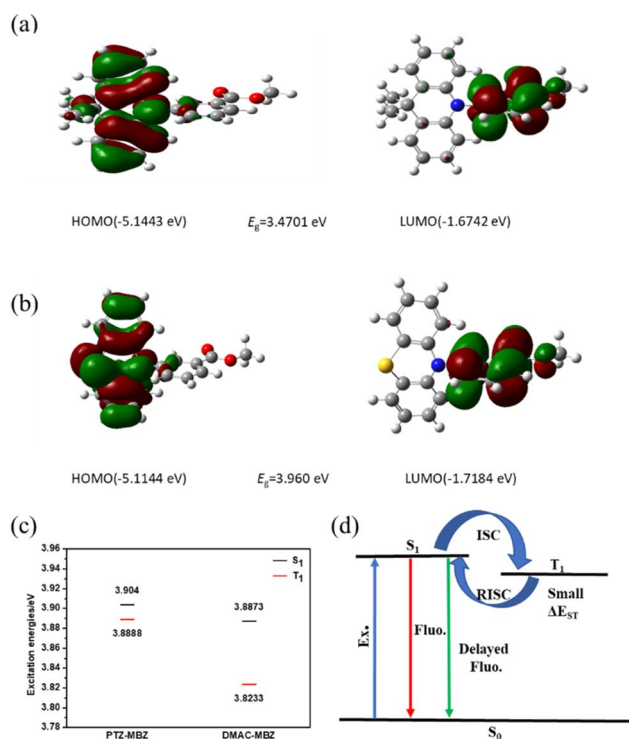 (a)
HOMO(-5.1443 eV) Eg=3.4701 eV LUMO(-1.6742 eV)
(b)
HOMO(-5.1144 eV) Eg=3.960 eV LUMO(-1.7184 eV)
(c)
Excitation energies/eV
3.96
3.94
3.92
3.90
3.88
3.86
3.84
3.82
3.80
3.78
S1
T1
3.904
3.8888
3.8873
3.8233
PTZ-MBZ DMAC-MBZ
(d)
S1
ISC
T1
RISC
Small
ΔEST
Ex.
Fluo.
Delayed
Fluo.
S0